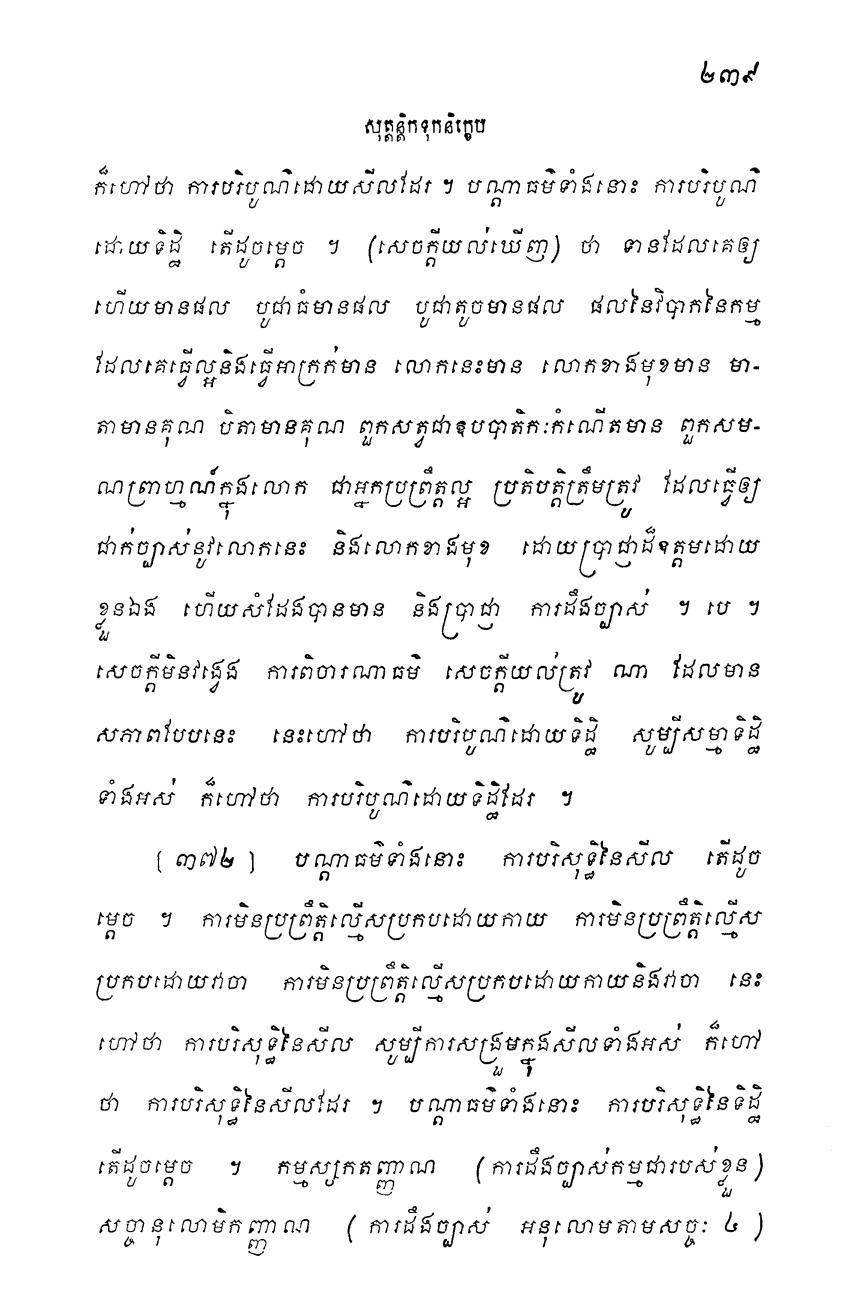 ២៣៩
សុត្តន្តិកទុកនិក្ខេប
ក៏ហៅថា ការបរិបូណ៌ដោយសីលដែរ ។ បណ្តាធម៌ទាំងនោះ ការបរិបូណ៌
ដោយទិដ្ឋិ តើដូចម្តេច ។ (សេចក្តីយល់ឃើញ) ថា ទានដែលគេឲ្យ
ហើយមានផល បូជាធំមានផល បូជាតូចមានផល ផលនៃវិបាកនៃកម្ម
ដែលគេធ្វើល្អនិងធ្វើអាក្រក់មាន លោកនេះមាន លោកខាងមុខមាន មា-
តាមានគុណ បិតាមានគុណ ពួកសត្វជាឧបបាតិកៈកំណើតមាន ពួកសម-
ណព្រាហ្មណ៍ក្នុងលោក ជាអ្នកប្រព្រឹត្តល្អ ប្រតិបត្តិត្រឹមត្រូវ ដែលធ្វើឲ្យ
ជាក់ច្បាស់នូវលោកនេះ និងលោកខាងមុខ ដោយប្រាជ្ញាដ៏ឧត្តមដោយ
ខ្លួនឯង ហើយសំដែងបានមាន និងប្រាជ្ញា ការដឹងច្បាស់ ។ បេ ។
សេចក្តីមិនវង្វេង ការពិចារណាធម៌ សេចក្តីយល់ត្រូវ ណា ដែលមាន
សភាពបែបនេះ នេះហៅថា ការបរិបូណ៌ដោយទិដ្ឋិ សូម្បីសម្មាទិដ្ឋិ
ទាំងអស់ ក៏ហៅថា ការបរិបូណ៌ដោយទិដ្ឋិដែរ ។
[៣៧២] បណ្តាធម៌ទាំងនោះ ការបរិសុទ្ធិនៃសីល តើដូច
ម្តេច ។ ការមិនប្រព្រឹត្តិល្មើសប្រកបដោយកាយ ការមិនប្រព្រឹត្តិល្មើស
ប្រកបដោយវាចា ការមិនប្រព្រឹត្តិល្មើសប្រកបដោយកាយនិងវាចា នេះ
ហៅថា ការបរិសុទ្ធិនៃសីល សូម្បីការសង្រួមក្នុងសីលទាំងអស់ ក៏ហៅ
ថា ការបរិសុទ្ធិនៃសីលដែរ ។ បណ្តាធម៌ទាំងនោះ ការបរិសុទ្ធិនៃទិដ្ឋិ
តើដូចម្តេច ។ កម្មស្សកតញ្ញាណ (ការដឹងច្បាស់កម្មជារបស់ខ្លួន)
សច្ចានុលោមិកញ្ញាណ (ការដឹងច្បាស់ អនុលោមតាមសច្ចៈ ៤)